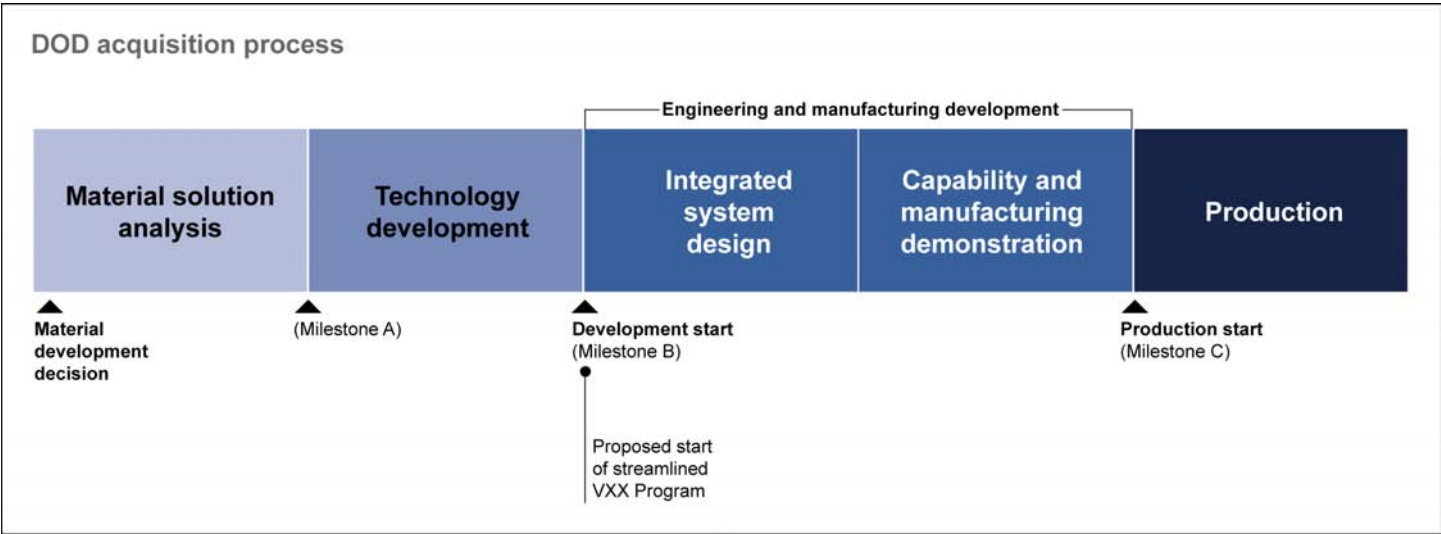 DOD acquisition process
Engineering and manufacturing development
Material solution
analysis
Technology
development
Integrated
system
design
Capability and
manufacturing
demonstration
Production
Material
development
decision
(Milestone A)
Development start
(Milestone B)
Production start
(Milestone C)
Proposed start
of streamlined
VXX Program